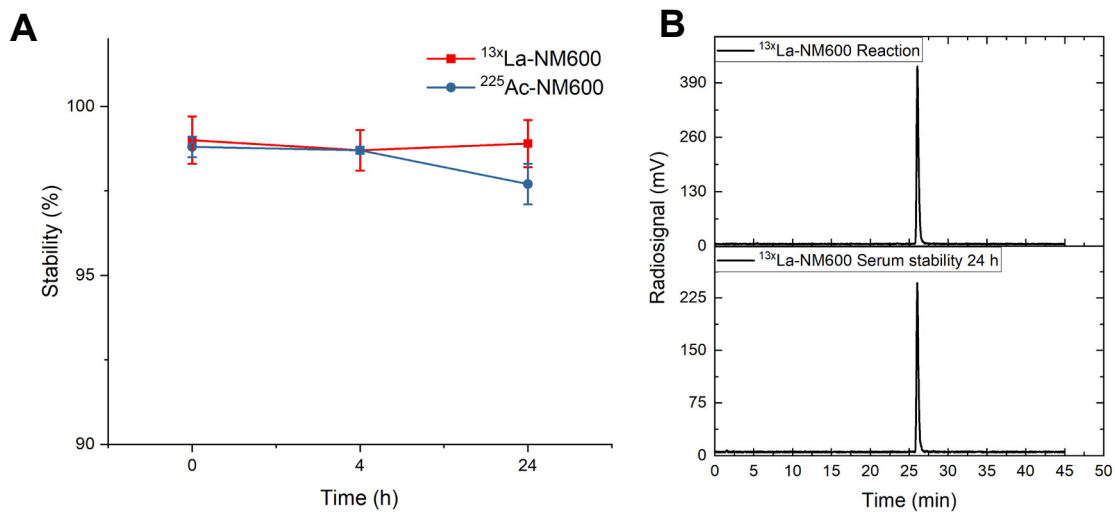 A
¹³ˣLa-NM600
²²⁵Ac-NM600
100
95
90
Stability (%)
0 4 24
Time (h)
B
¹³ˣLa-NM600 Reaction
390
260
130
0
¹³ˣLa-NM600 Serum stability 24 h
225
150
75
0
Radiosignal (mV)
0 5 10 15 20 25 30 35 40 45 50
Time (min)